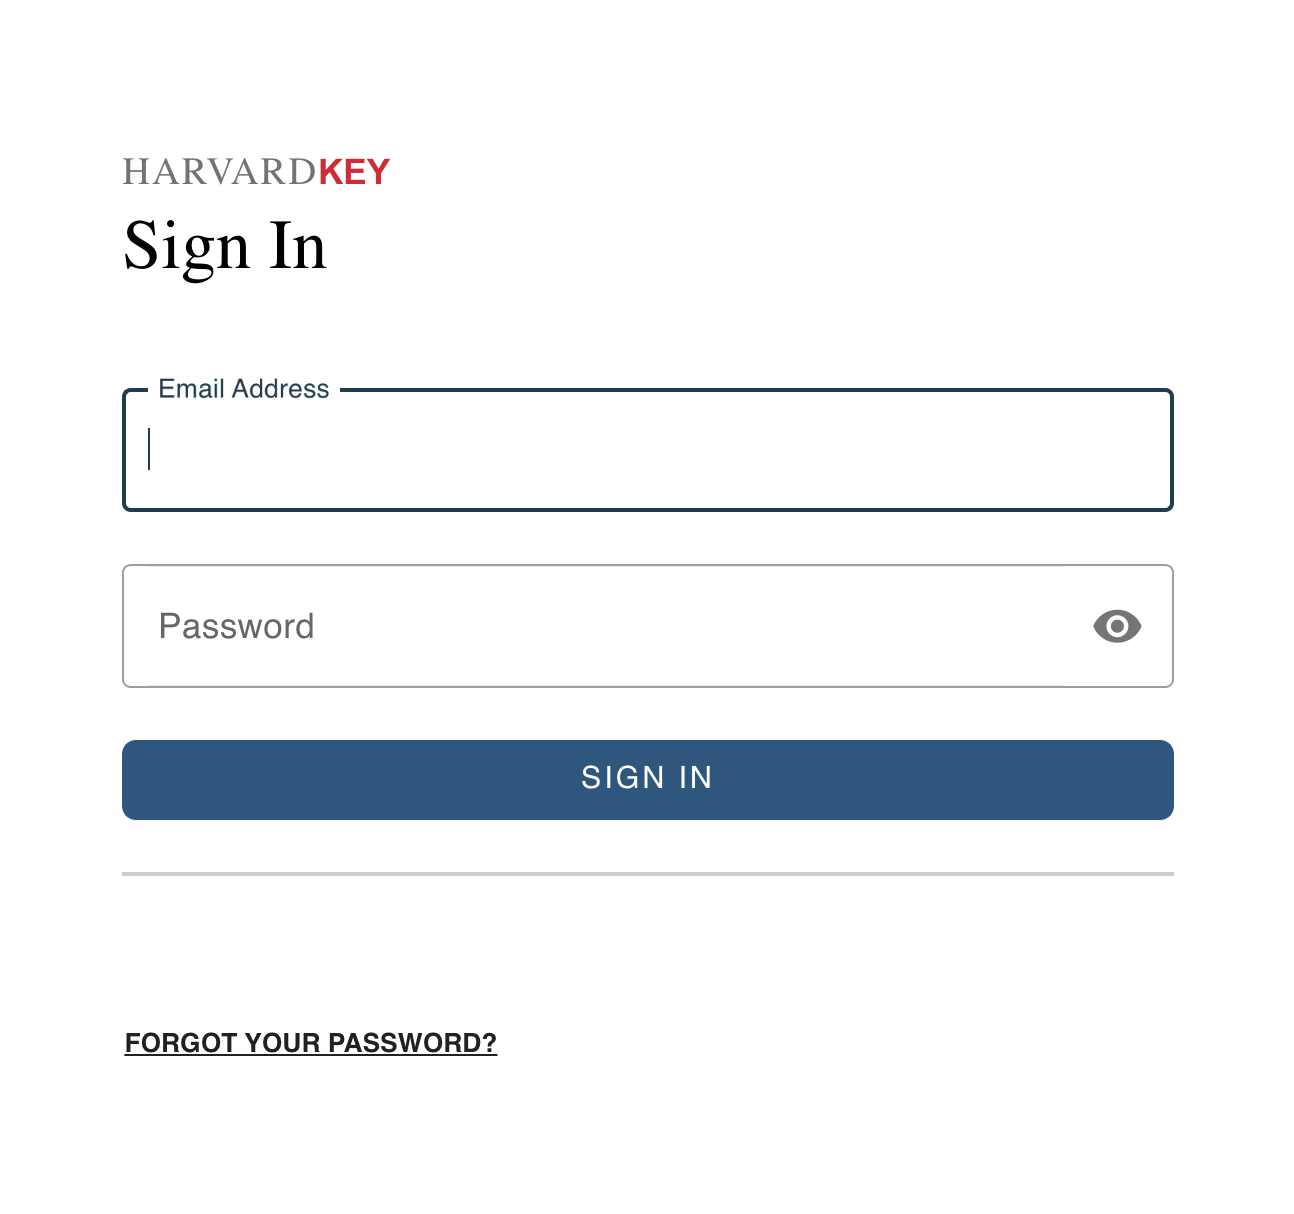 HARVARDKEY
Sign In
Email Address
Password
SIGN IN
FORGOT YOUR PASSWORD?